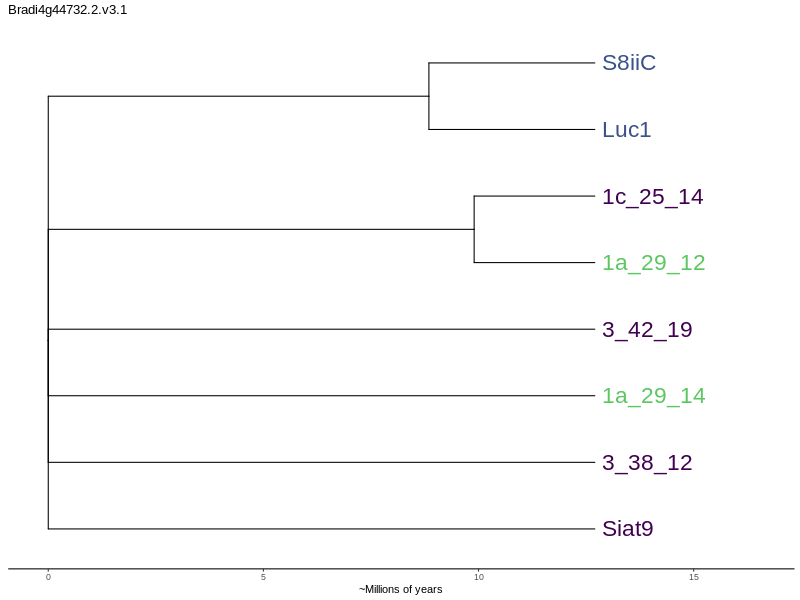 Bradi4g44732.2.v3.1
S8iiC
Luc1
1c_25_14
1a_29_12
3_42_19
1a_29_14
3_38_12
Siat9
0 5 10 15
~Millions of years